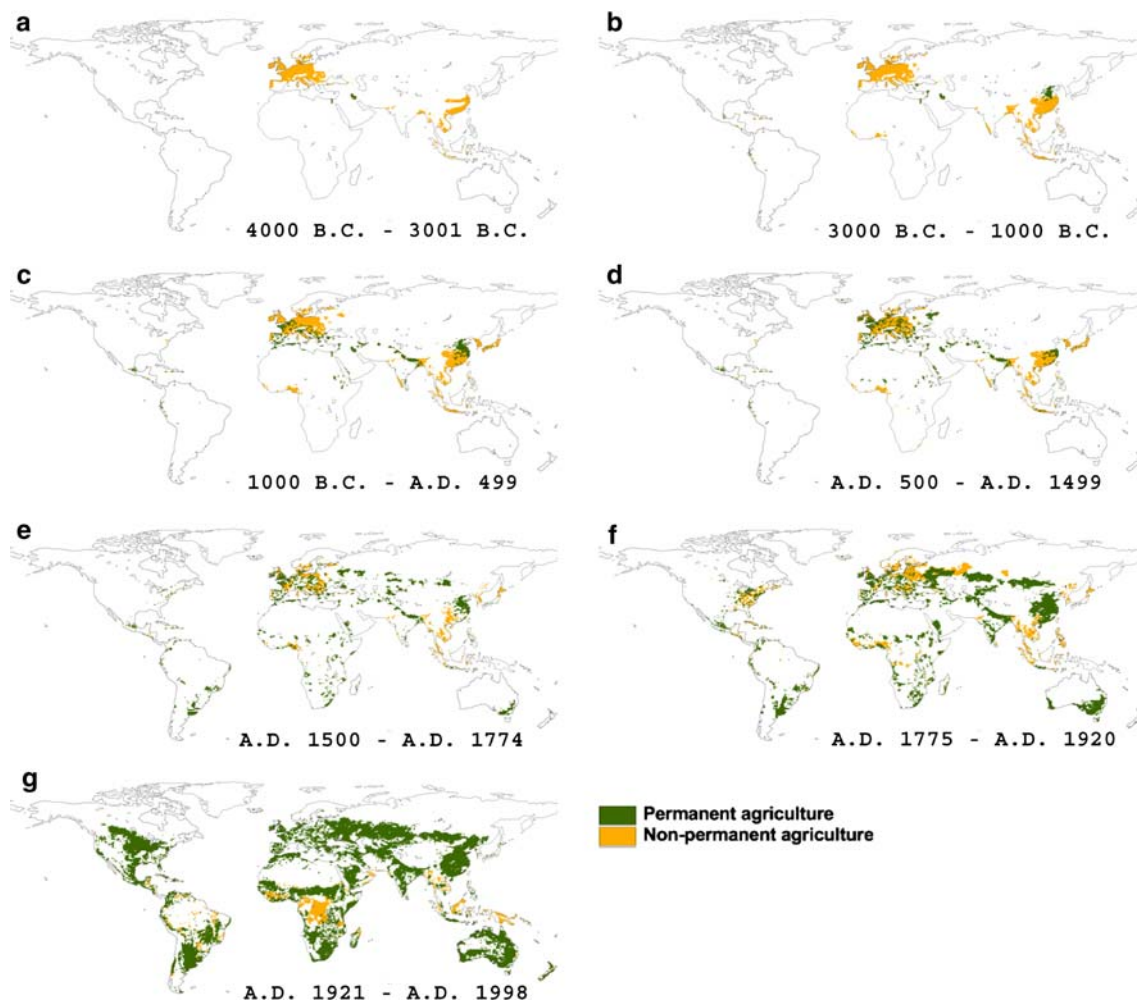 a
b
4000 B.C. - 3001 B.C.
3000 B.C. - 1000 B.C.
c
d
1000 B.C. - A.D. 499
A.D. 500 - A.D. 1499
e
f
A.D. 1500 - A.D. 1774
A.D. 1775 - A.D. 1920
g
Permanent agriculture
Non-permanent agriculture
A.D. 1921 - A.D. 1998